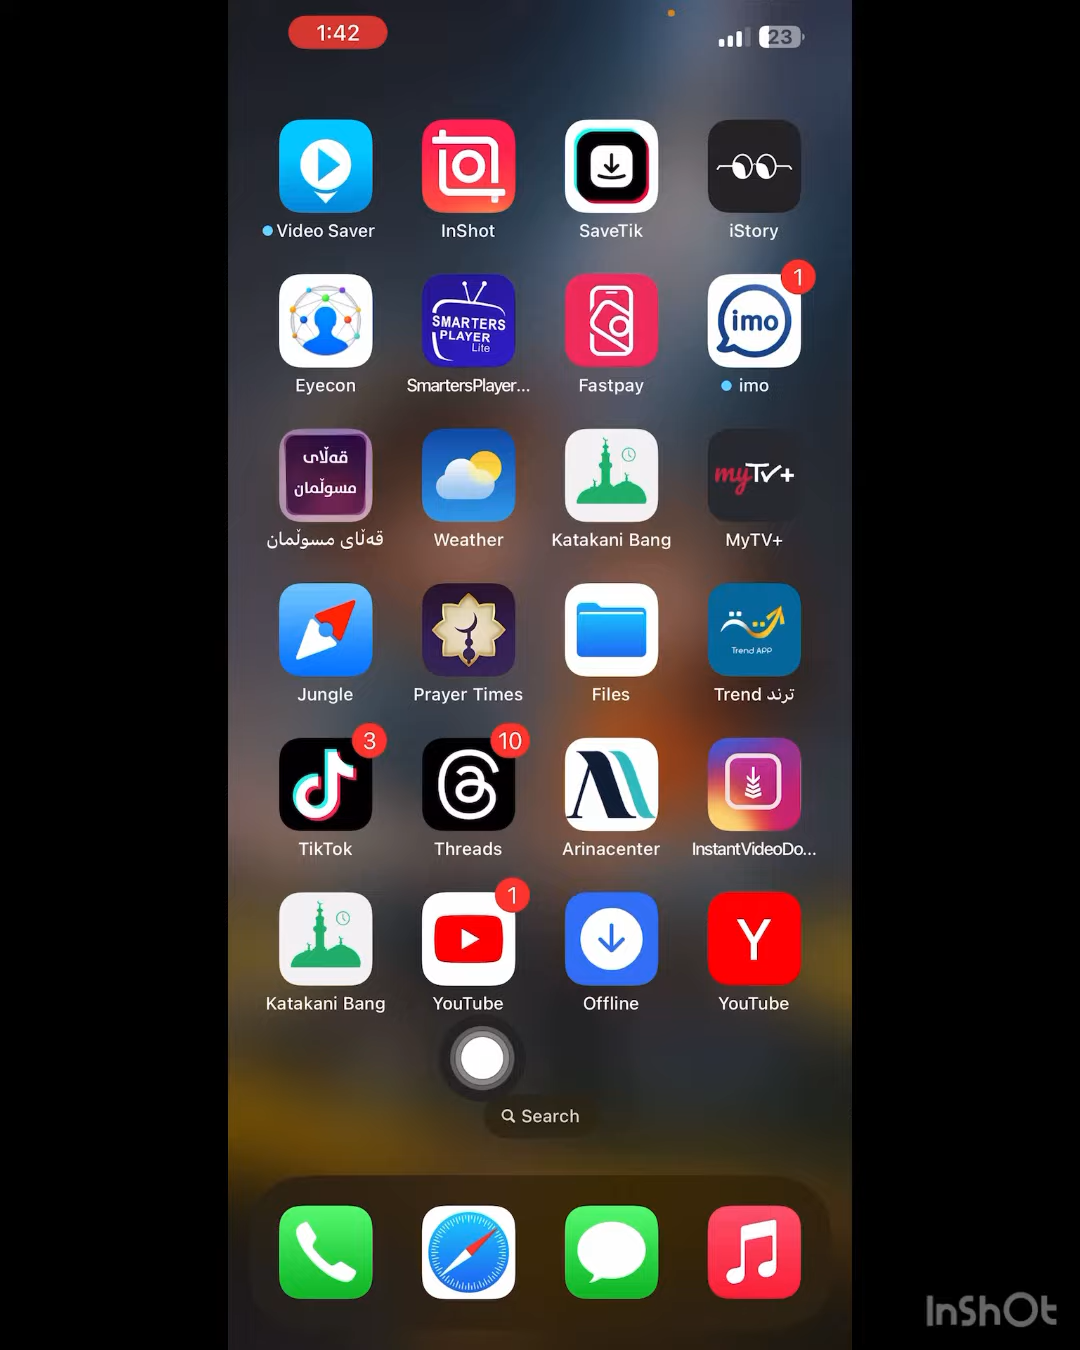 1:42
23
Video Saver
InShot
SaveTik
iStory
1
SMARTERS
PLAYER
Lite
imo
Eyecon
SmartersPlayer...
Fastpay
imo
قەڵای
مسوڵمان
myTV+
قەڵای مسوڵمان
Weather
Katakani Bang
MyTV+
ترند
Trend APP
Jungle
Prayer Times
Files
Trend ترند
3
10
TikTok
Threads
Arinacenter
InstantVideoDo...
1
Y
Katakani Bang
YouTube
Offline
YouTube
Search
InShOt